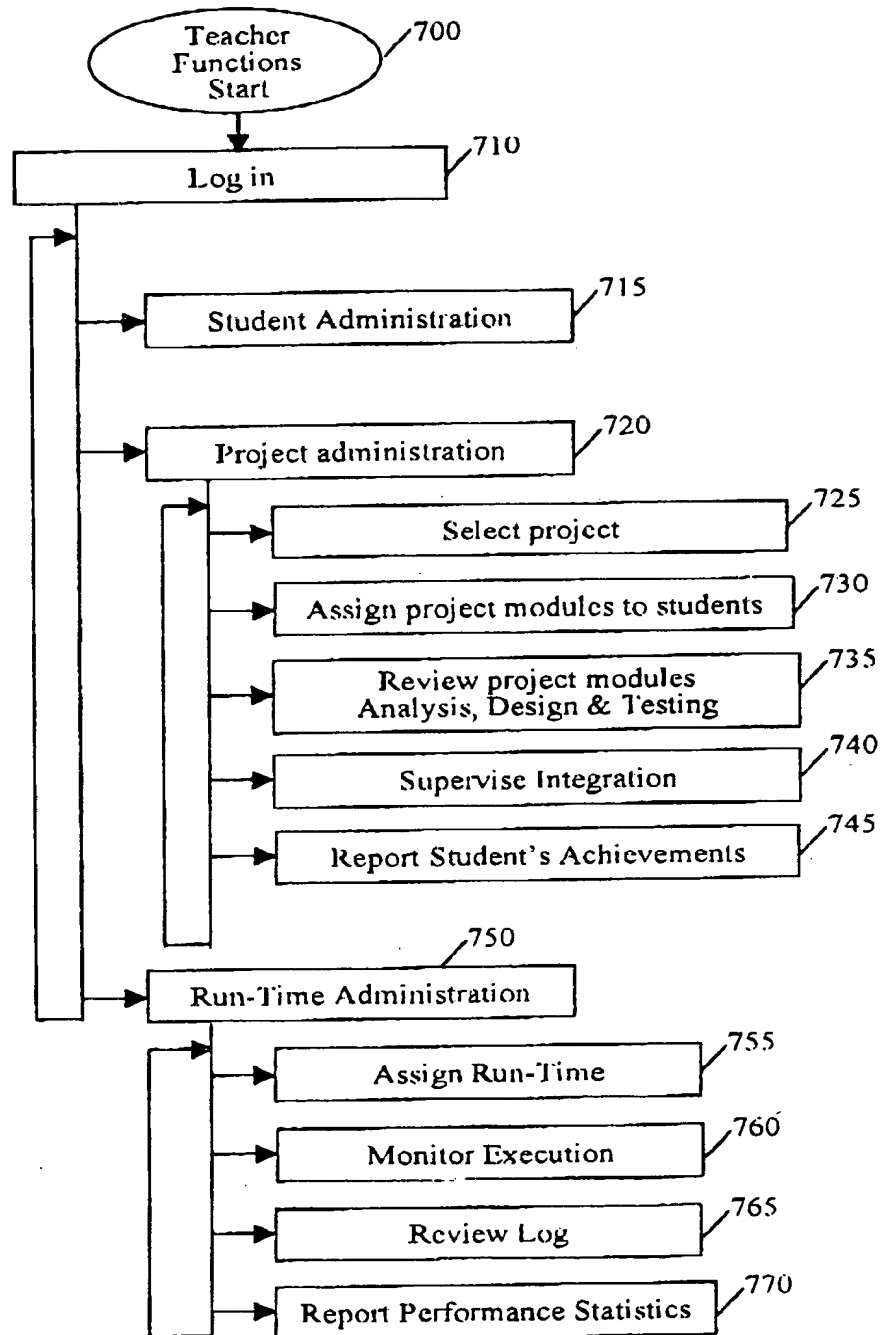 Teacher
Functions
Start
700
710
Log in
715
Student Administration
720
Project administration
725
Select project
730
Assign project modules to students
735
Review project modules
Analysis, Design & Testing
740
Supervise Integration
745
Report Student's Achievements
750
Run-Time Administration
755
Assign Run-Time
760
Monitor Execution
765
Review Log
770
Report Performance Statistics